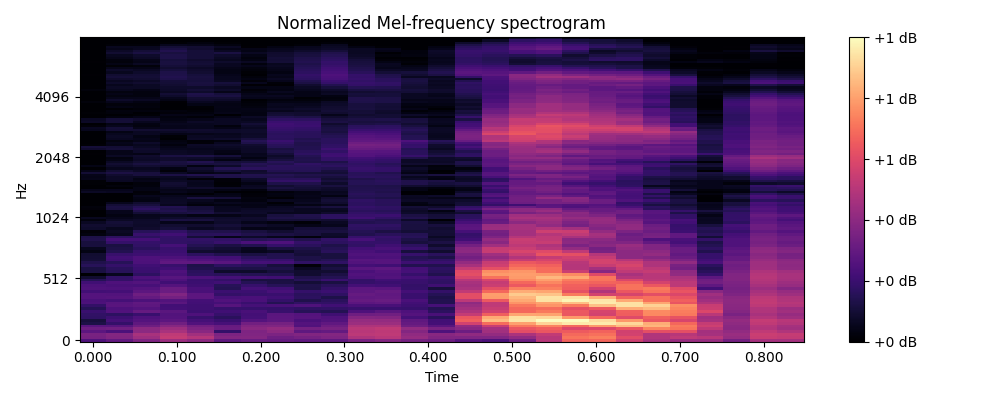 Normalized Mel-frequency spectrogram
Hz
4096
2048
1024
512
0
0.000 0.100 0.200 0.300 0.400 0.500 0.600 0.700 0.800
Time
+1 dB
+1 dB
+1 dB
+0 dB
+0 dB
+0 dB